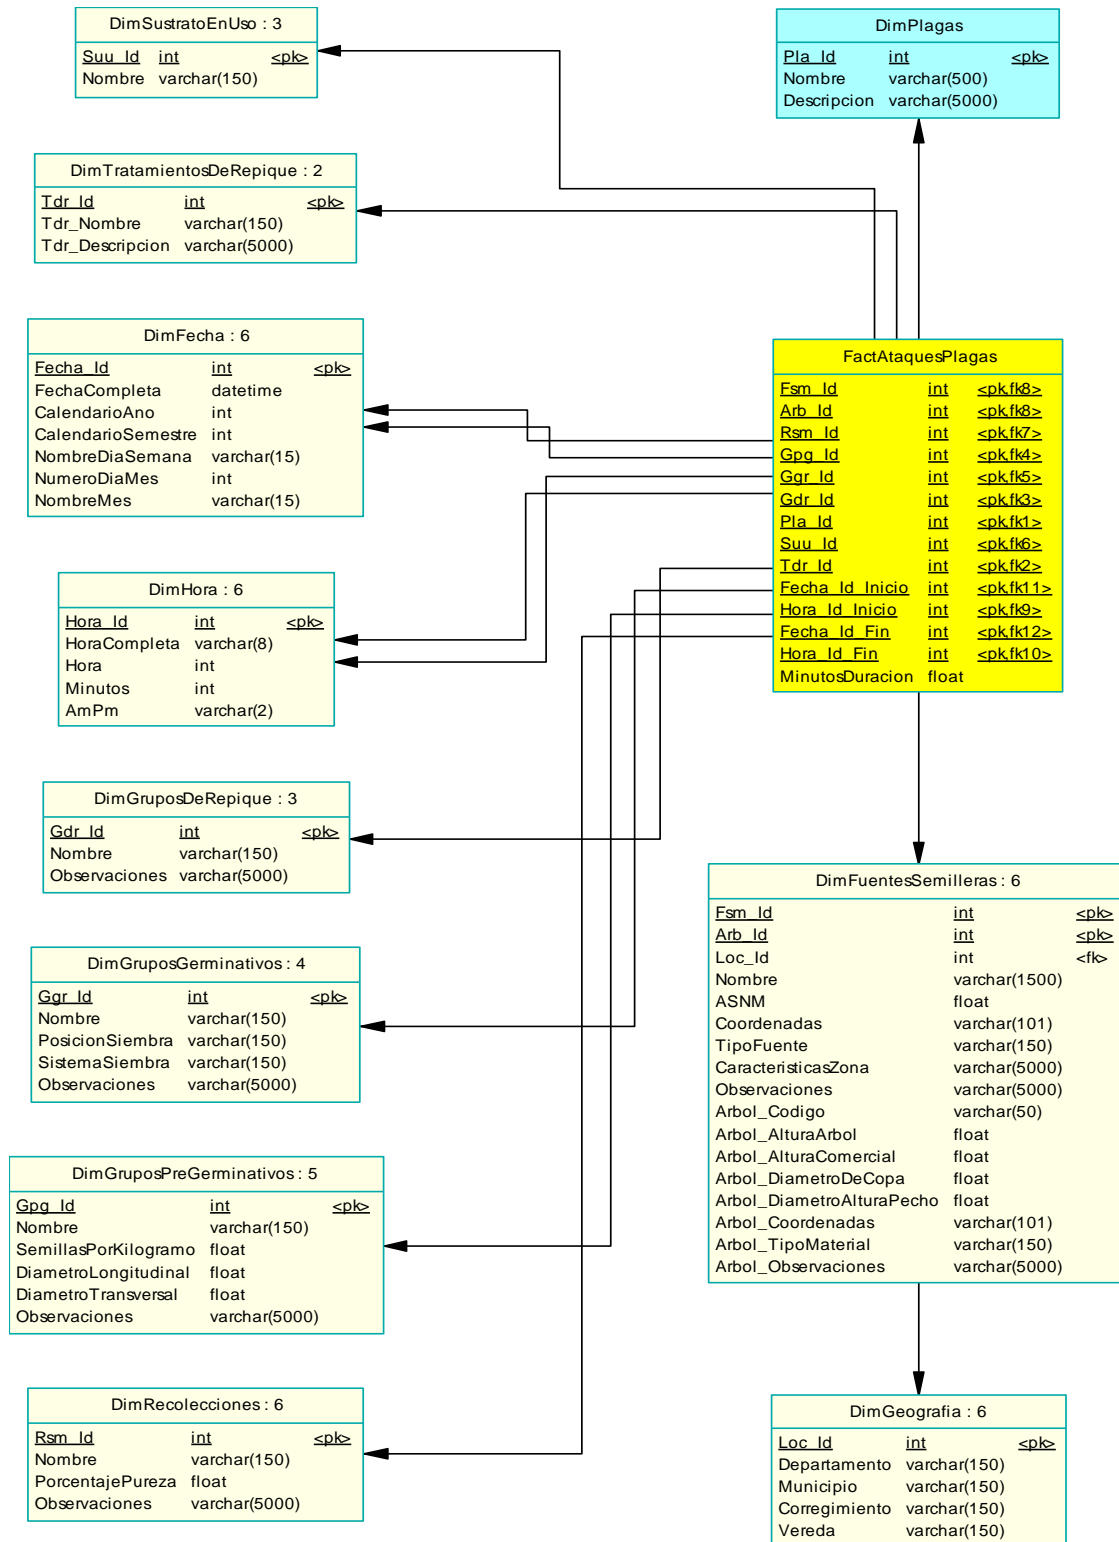 DimSustratoEnUso : 3
Suu_Id int <pk>
Nombre varchar(150)
DimPlagas
Pla_Id int <pk>
Nombre varchar(500)
Descripcion varchar(5000)
DimTratamientosDeRepique : 2
Tdr_Id int <pk>
Tdr_Nombre varchar(150)
Tdr_Descripcion varchar(5000)
DimFecha : 6
Fecha_Id int <pk>
FechaCompleta datetime
CalendarioAno int
CalendarioSemestre int
NombreDiaSemana varchar(15)
NumeroDiaMes int
NombreMes varchar(15)
FactAtaquesPlagas
Fsm_Id int <pk,fk8>
Arb_Id int <pk,fk8>
Rsm_Id int <pk,fk7>
Gpg_Id int <pk,fk4>
Ggr_Id int <pk,fk5>
Gdr_Id int <pk,fk3>
Pla_Id int <pk,fk1>
Suu_Id int <pk,fk6>
Tdr_Id int <pk,fk2>
Fecha_Id_Inicio int <pk,fk11>
Hora_Id_Inicio int <pk,fk9>
Fecha_Id_Fin int <pk,fk12>
Hora_Id_Fin int <pk,fk10>
MinutosDuracion float
DimHora : 6
Hora_Id int <pk>
HoraCompleta varchar(8)
Hora int
Minutos int
AmPm varchar(2)
DimGruposDeRepique : 3
Gdr_Id int <pk>
Nombre varchar(150)
Observaciones varchar(5000)
DimFuentesSemilleras : 6
Fsm_Id int <pk>
Arb_Id int <pk>
Loc_Id int <fk>
Nombre varchar(1500)
ASNM float
Coordenadas varchar(101)
TipoFuente varchar(150)
CaracteristicasZona varchar(5000)
Observaciones varchar(5000)
Arbol_Codigo varchar(50)
Arbol_AlturaArbol float
Arbol_AlturaComercial float
Arbol_DiametroDeCopa float
Arbol_DiametroAlturaPecho float
Arbol_Coordenadas varchar(101)
Arbol_TipoMaterial varchar(150)
Arbol_Observaciones varchar(5000)
DimGruposGerminativos : 4
Ggr_Id int <pk>
Nombre varchar(150)
PosicionSiembra varchar(150)
SistemaSiembra varchar(150)
Observaciones varchar(5000)
DimGruposPreGerminativos : 5
Gpg_Id int <pk>
Nombre varchar(150)
SemillasPorKilogramo float
DiametroLongitudinal float
DiametroTransversal float
Observaciones varchar(5000)
DimRecolecciones : 6
Rsm_Id int <pk>
Nombre varchar(150)
PorcentajePureza float
Observaciones varchar(5000)
DimGeografia : 6
Loc_Id int <pk>
Departamento varchar(150)
Municipio varchar(150)
Corregimiento varchar(150)
Vereda varchar(150)